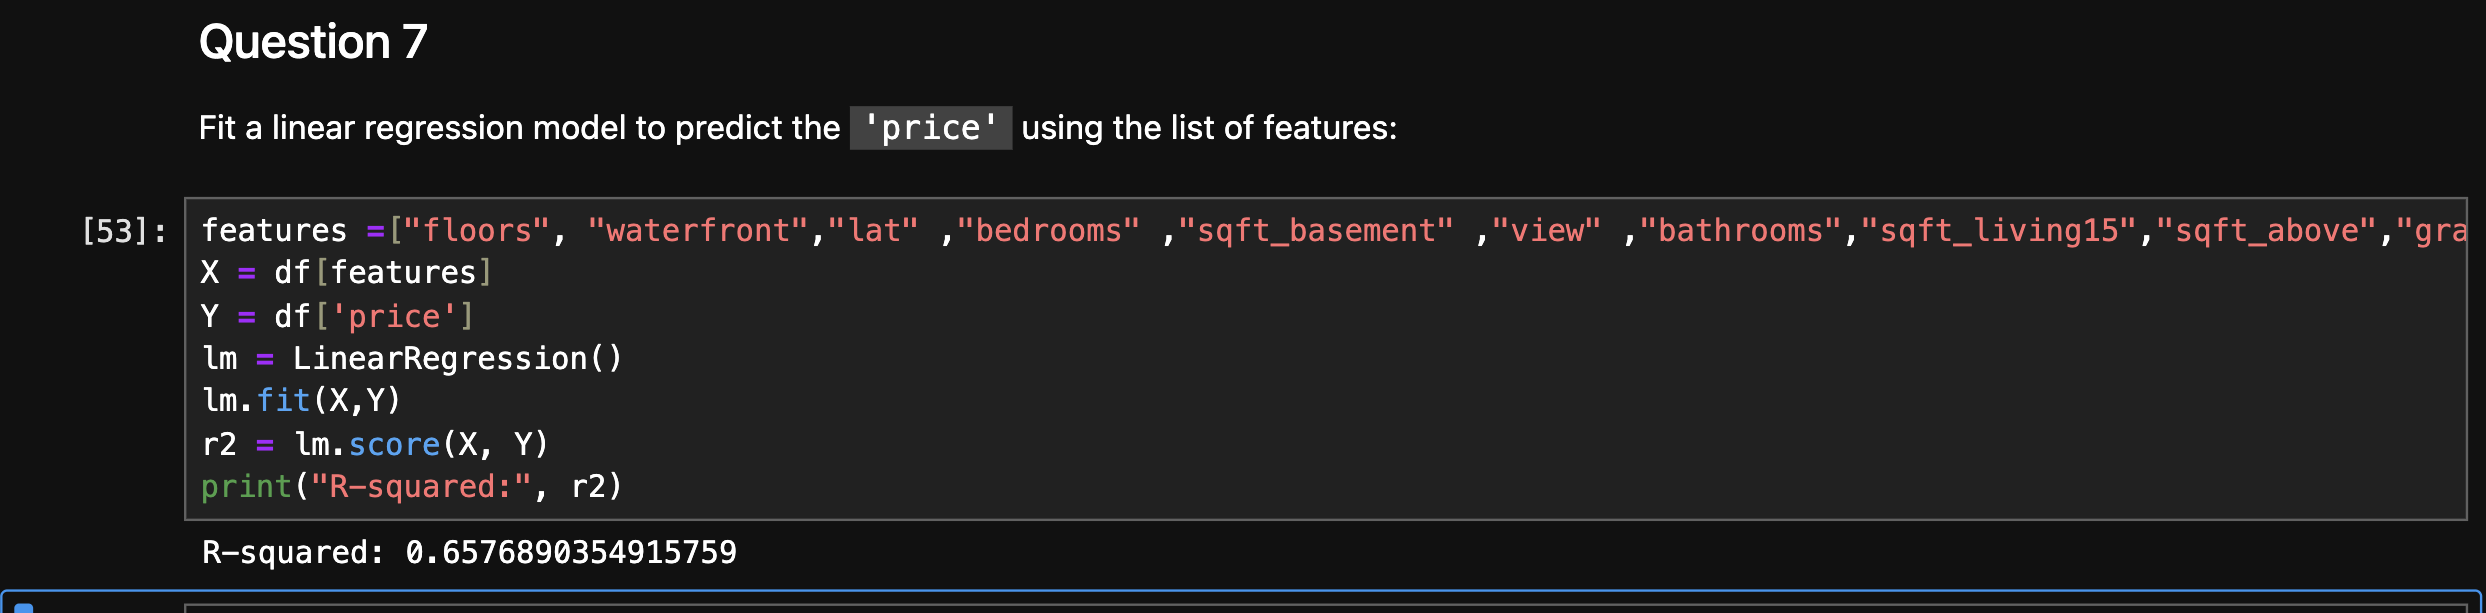 Question 7
Fit a linear regression model to predict the 'price' using the list of features:
[53]: features =["floors", "waterfront","lat" ,"bedrooms" ,"sqft_basement" ,"view" ,"bathrooms","sqft_living15","sqft_above","gra
X = df[features]
Y = df['price']
lm = LinearRegression()
lm.fit(X,Y)
r2 = lm.score(X, Y)
print("R-squared:", r2)
R-squared: 0.6576890354915759